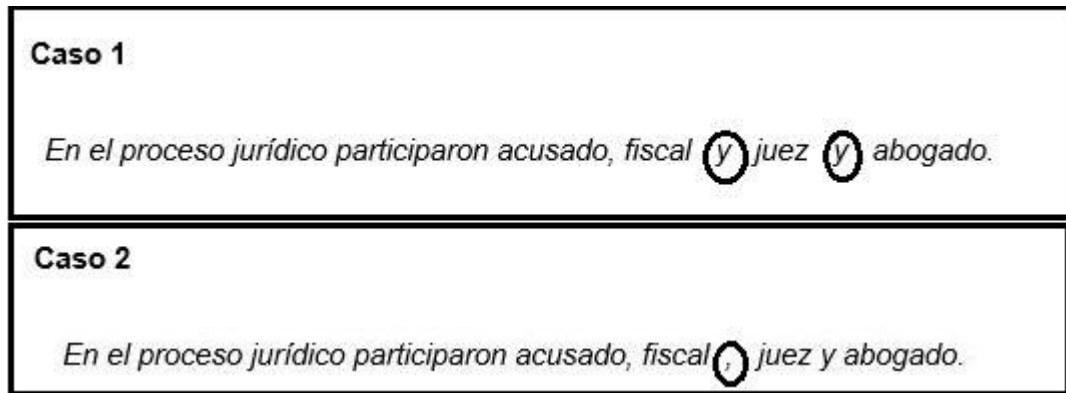 Caso 1
En el proceso jurídico participaron acusado, fiscal y juez y abogado.
Caso 2
En el proceso jurídico participaron acusado, fiscal, juez y abogado.